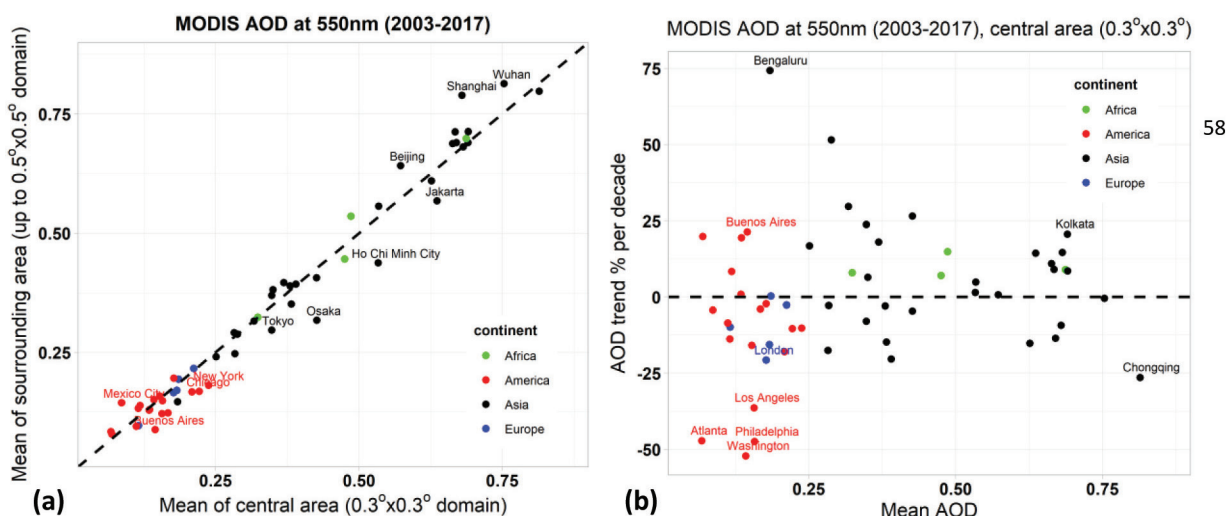 MODIS AOD at 550nm (2003-2017)
Mean of sourrounding area (up to 0.5°x0.5° domain)
0.75
0.50
0.25
Wuhan
Shanghai
Beijing
Jakarta
Ho Chi Minh City
Osaka
Tokyo
New York
Chicago
Mexico City
Buenos Aires
continent
Africa
America
Asia
Europe
0.25
0.50
0.75
(a)
Mean of central area (0.3°x0.3° domain)
MODIS AOD at 550nm (2003-2017), central area (0.3°x0.3°)
AOD trend % per decade
75
50
25
0
-25
-50
Bengaluru
continent
Africa
America
Asia
Europe
Buenos Aires
Kolkata
London
Chongqing
Los Angeles
Atlanta
Philadelphia
Washington
0.25
0.50
0.75
(b)
Mean AOD
58